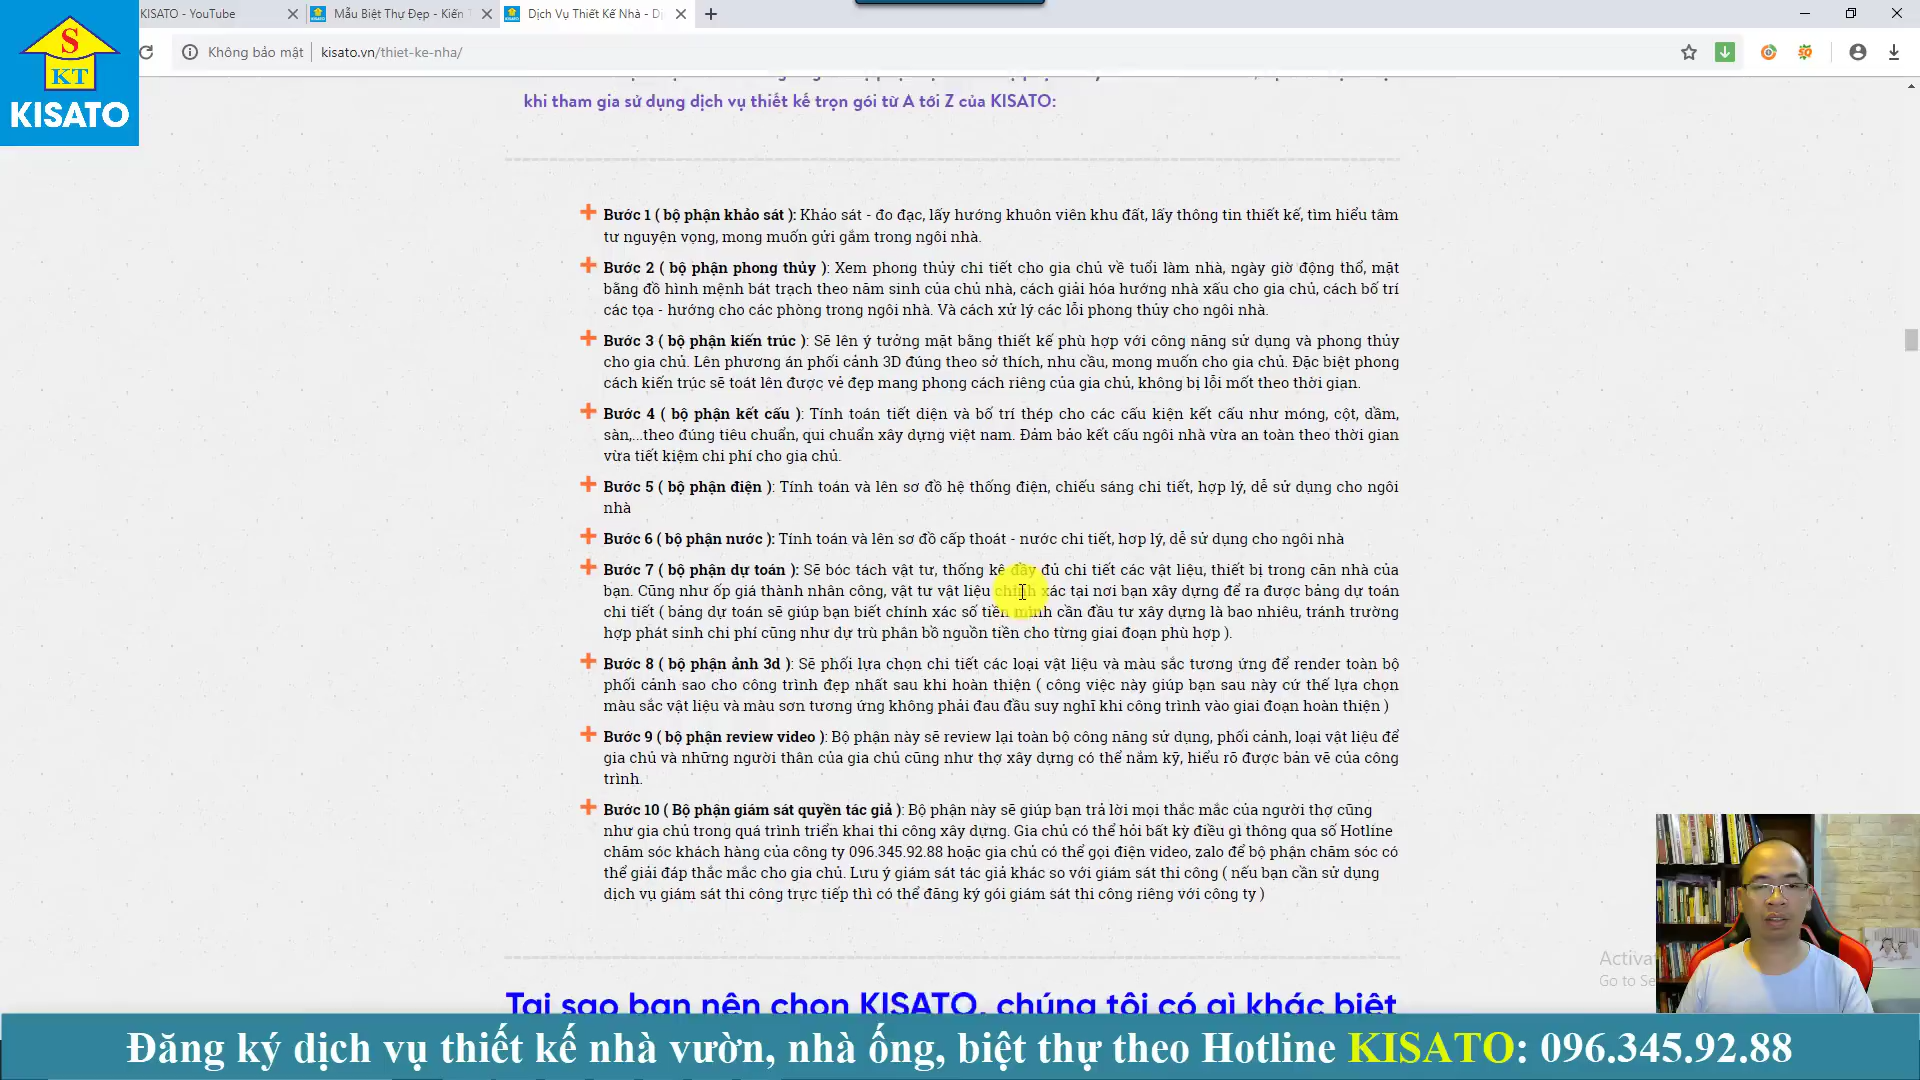 KISATO - YouTube
Mẫu Biệt Thự Đẹp - Kiến T
Dịch Vụ Thiết Kế Nhà - Dị
S
KT
KISATO
Không bảo mật
kisato.vn/thiet-ke-nha/
khi tham gia sử dụng dịch vụ thiết kế trọn gói từ A tới Z của KISATO:
Bước 1 ( bộ phận khảo sát ): Khảo sát - đo đạc, lấy hướng khuôn viên khu đất, lấy thông tin thiết kế, tìm hiểu tâm
tư nguyện vọng, mong muốn gửi gắm trong ngôi nhà.
Bước 2 ( bộ phận phong thủy ): Xem phong thủy chi tiết cho gia chủ về tuổi làm nhà, ngày giờ động thổ, mặt
bằng đồ hình mệnh bát trạch theo năm sinh của chủ nhà, cách giải hóa hướng nhà xấu cho gia chủ, cách bố trí
các tọa - hướng cho các phòng trong ngôi nhà. Và cách xử lý các lỗi phong thủy cho ngôi nhà.
Bước 3 ( bộ phận kiến trúc ): Sẽ lên ý tưởng mặt bằng thiết kế phù hợp với công năng sử dụng và phong thủy
cho gia chủ. Lên phương án phối cảnh 3D đúng theo sở thích, nhu cầu, mong muốn cho gia chủ. Đặc biệt phong
cách kiến trúc sẽ toát lên được vẻ đẹp mang phong cách riêng của gia chủ, không bị lỗi mốt theo thời gian.
Bước 4 ( bộ phận kết cấu ): Tính toán tiết diện và bố trí thép cho các cấu kiện kết cấu như móng, cột, dầm,
sàn,...theo đúng tiêu chuẩn, qui chuẩn xây dựng việt nam. Đảm bảo kết cấu ngôi nhà vừa an toàn theo thời gian
vừa tiết kiệm chi phí cho gia chủ.
Bước 5 ( bộ phận điện ): Tính toán và lên sơ đồ hệ thống điện, chiếu sáng chi tiết, hợp lý, dễ sử dụng cho ngôi
nhà
Bước 6 ( bộ phận nước ): Tính toán và lên sơ đồ cấp thoát - nước chi tiết, hợp lý, dễ sử dụng cho ngôi nhà
Bước 7 ( bộ phận dự toán ): Sẽ bóc tách vật tư, thống kê đầy đủ chi tiết các vật liệu, thiết bị trong căn nhà của
bạn. Cũng như ốp giá thành nhân công, vật tư vật liệu chính xác tại nơi bạn xây dựng để ra được bảng dự toán
chi tiết ( bảng dự toán sẽ giúp bạn biết chính xác số tiền mình cần đầu tư xây dựng là bao nhiêu, tránh trường
hợp phát sinh chi phí cũng như dự trù phân bổ nguồn tiền cho từng giai đoạn phù hợp ).
Bước 8 ( bộ phận ảnh 3d ): Sẽ phối lựa chọn chi tiết các loại vật liệu và màu sắc tương ứng để render toàn bộ
phối cảnh sao cho công trình đẹp nhất sau khi hoàn thiện ( công việc này giúp bạn sau này cứ thế lựa chọn
màu sắc vật liệu và màu sơn tương ứng không phải đau đầu suy nghĩ khi công trình vào giai đoạn hoàn thiện )
Bước 9 ( bộ phận review video ): Bộ phận này sẽ review lại toàn bộ công năng sử dụng, phối cảnh, loại vật liệu để
gia chủ và những người thân của gia chủ cũng như thợ xây dựng có thể nắm kỹ, hiểu rõ được bản vẽ của công
trình.
Bước 10 ( Bộ phận giám sát quyền tác giả ): Bộ phận này sẽ giúp bạn trả lời mọi thắc mắc của người thợ cũng
như gia chủ trong quá trình triển khai thi công xây dựng. Gia chủ có thể hỏi bất kỳ điều gì thông qua số Hotline
chăm sóc khách hàng của công ty 096.345.92.88 hoặc gia chủ có thể gọi điện video, zalo để bộ phận chăm sóc có
thể giải đáp thắc mắc cho gia chủ. Lưu ý giám sát tác giả khác so với giám sát thi công ( nếu bạn cần sử dụng
dịch vụ giám sát thi công trực tiếp thì có thể đăng ký gói giám sát thi công riêng với công ty )
Activa
Go to Se
Tại sao bạn nên chọn KISATO, chúng tôi có gì khác biệt
Đăng ký dịch vụ thiết kế nhà vườn, nhà ống, biệt thự theo Hotline KISATO: 096.345.92.88